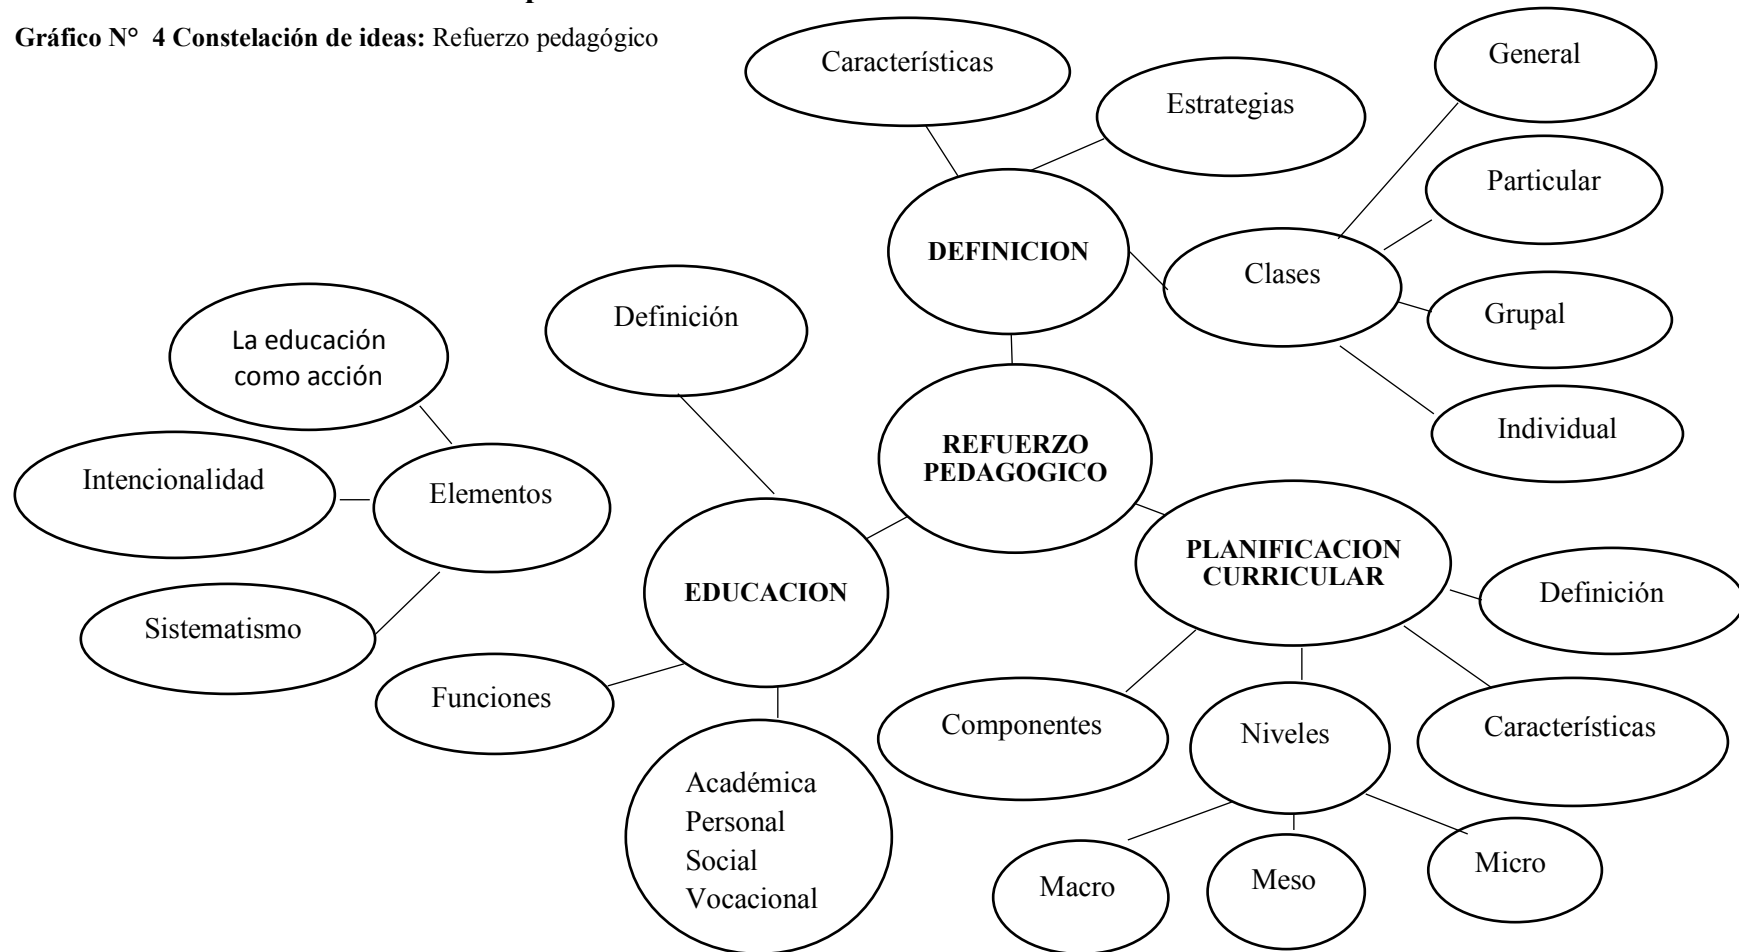 Gráfico N° 4 Constelación de ideas: Refuerzo pedagógico
Características
General
Estrategias
Particular
DEFINICION
Clases
Grupal
Definición
La educación
como acción
Individual
REFUERZO
PEDAGOGICO
Intencionalidad
Elementos
PLANIFICACION
CURRICULAR
EDUCACION
Definición
Sistematismo
Funciones
Componentes
Niveles
Características
Académica
Personal
Social
Vocacional
Macro
Meso
Micro